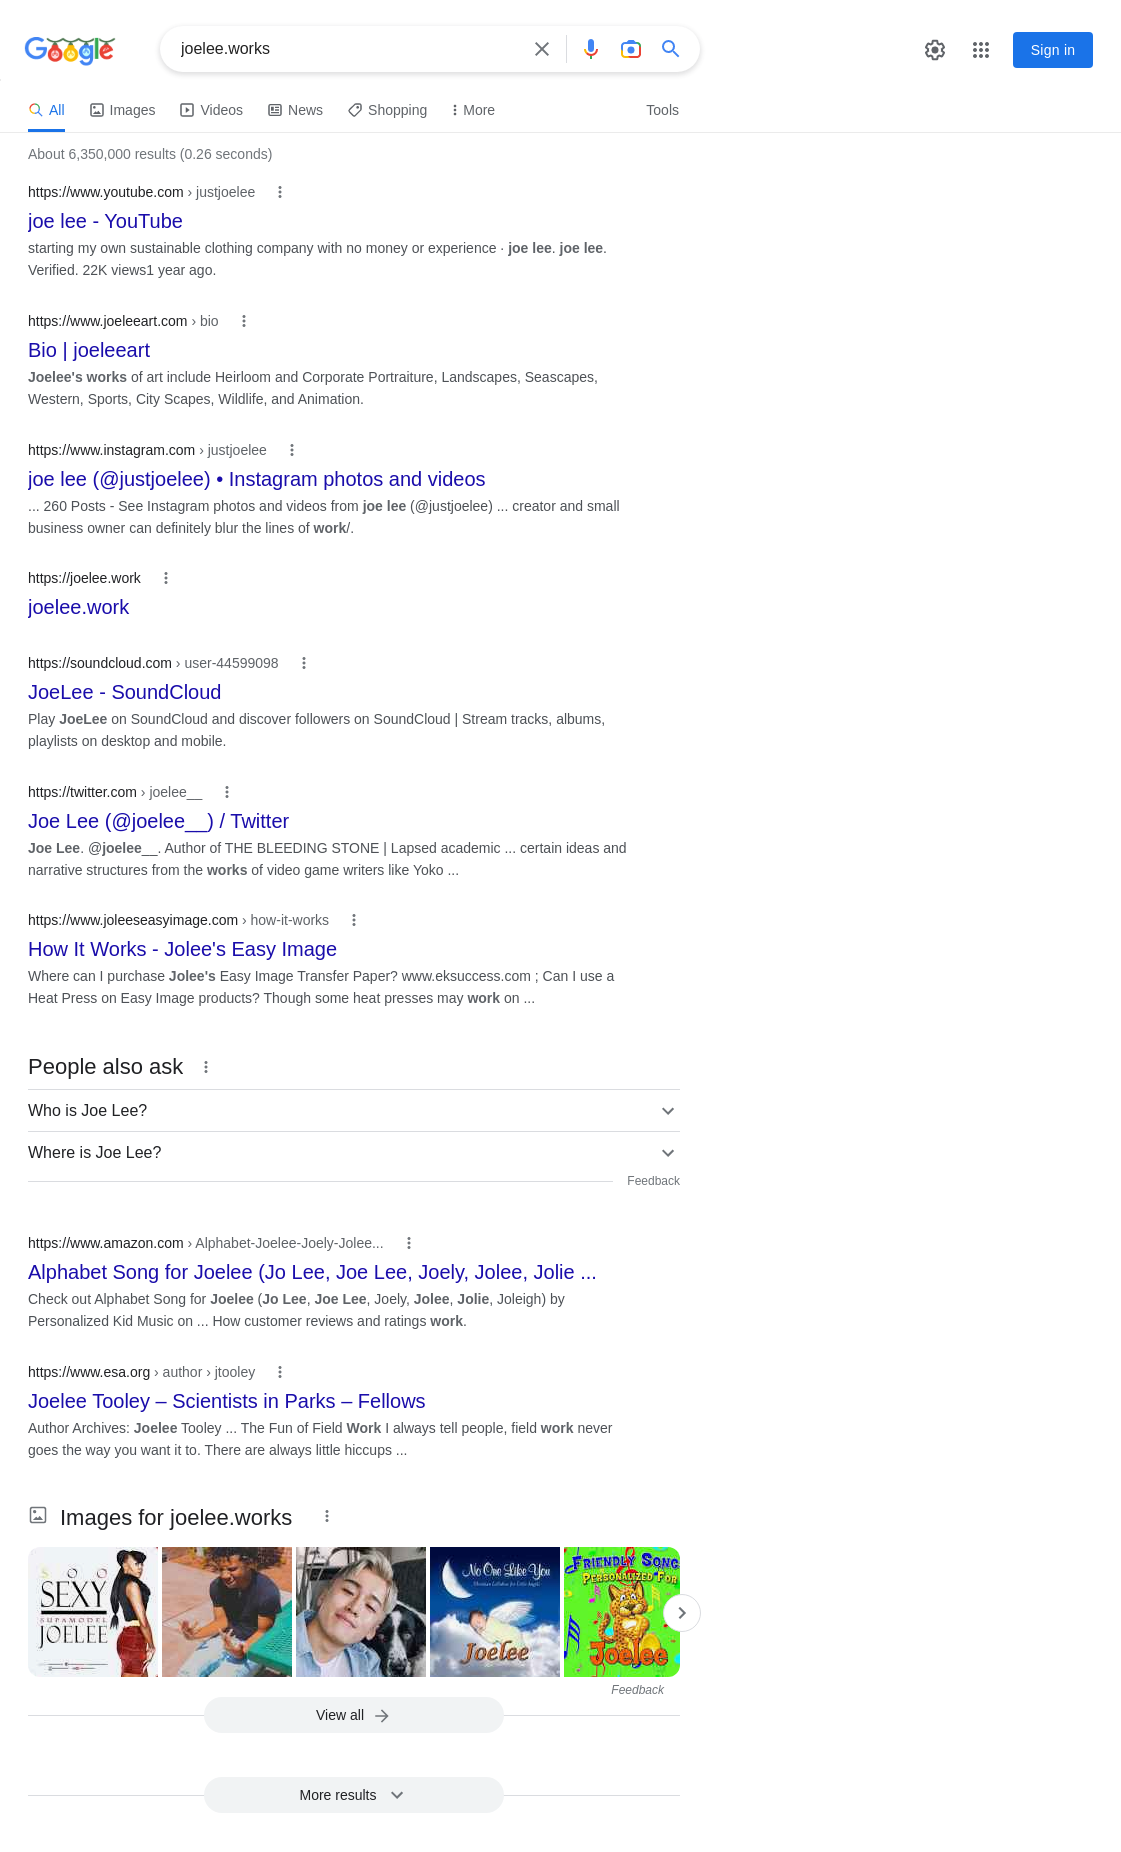 Google
joelee.works
Sign in
All
Images
Videos
News
Shopping
More
Tools
About 6,350,000 results (0.26 seconds)
https://www.youtube.com › justjoelee
joe lee - YouTube
starting my own sustainable clothing company with no money or experience · joe lee. joe lee.
Verified. 22K views1 year ago.
https://www.joeleeart.com › bio
Bio | joeleeart
Joelee's works of art include Heirloom and Corporate Portraiture, Landscapes, Seascapes,
Western, Sports, City Scapes, Wildlife, and Animation.
https://www.instagram.com › justjoelee
joe lee (@justjoelee) • Instagram photos and videos
... 260 Posts - See Instagram photos and videos from joe lee (@justjoelee) ... creator and small
business owner can definitely blur the lines of work/.
https://joelee.work
joelee.work
https://soundcloud.com › user-44599098
JoeLee - SoundCloud
Play JoeLee on SoundCloud and discover followers on SoundCloud | Stream tracks, albums,
playlists on desktop and mobile.
https://twitter.com › joelee__
Joe Lee (@joelee__) / Twitter
Joe Lee. @joelee__. Author of THE BLEEDING STONE | Lapsed academic ... certain ideas and
narrative structures from the works of video game writers like Yoko ...
https://www.joleeseasyimage.com › how-it-works
How It Works - Jolee's Easy Image
Where can I purchase Jolee's Easy Image Transfer Paper? www.eksuccess.com ; Can I use a
Heat Press on Easy Image products? Though some heat presses may work on ...
People also ask
Who is Joe Lee?
Where is Joe Lee?
Feedback
https://www.amazon.com › Alphabet-Joelee-Joely-Jolee...
Alphabet Song for Joelee (Jo Lee, Joe Lee, Joely, Jolee, Jolie ...
Check out Alphabet Song for Joelee (Jo Lee, Joe Lee, Joely, Jolee, Jolie, Joleigh) by
Personalized Kid Music on ... How customer reviews and ratings work.
https://www.esa.org › author › jtooley
Joelee Tooley – Scientists in Parks – Fellows
Author Archives: Joelee Tooley ... The Fun of Field Work I always tell people, field work never
goes the way you want it to. There are always little hiccups ...
Images for joelee.works
SOO
SEXY
SUPAMODEL
JOELEE
No One Like You
Christian Lullabies for Little Angels
Joelee
FRIENDLY SONG
PERSONALIZED FOR
Joelee
Feedback
View all
More results